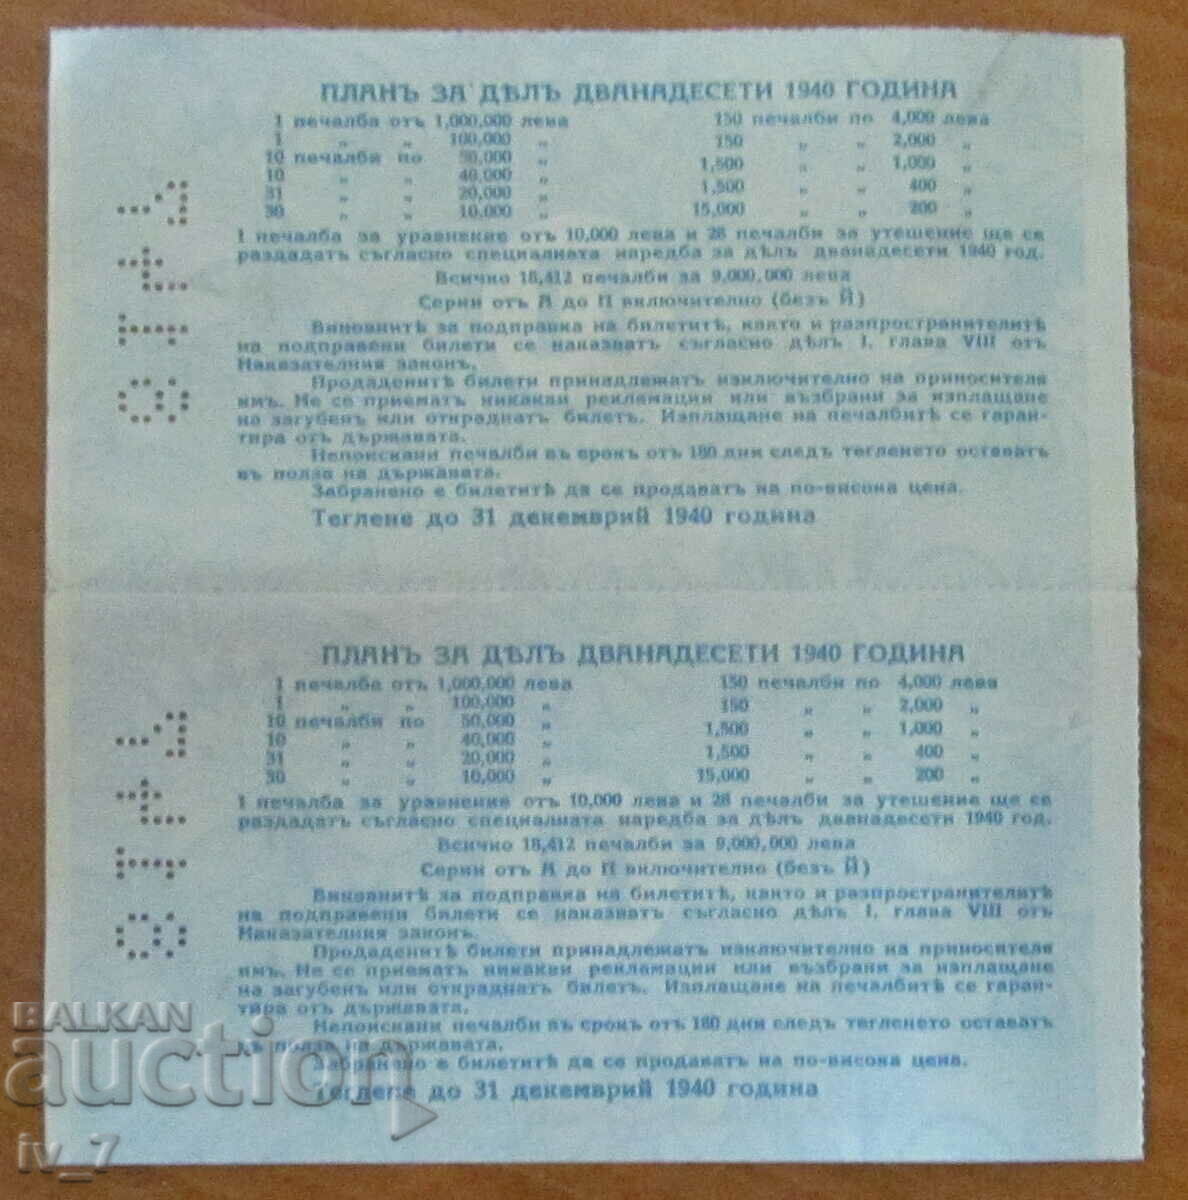 ПЛАНЪ ЗА ДѢЛЪ ДВАНАДЕСЕТИ 1940 ГОДИНА
1 печалба отъ 1,000,000 лева 150 печалби по 4,000 лева
1 „ „ 100,000 „ 150 „ „ 2,000 „
10 печалби по 50,000 „ 1,500 „ „ 1,000 „
10 „ „ 40,000 „ 1,500 „ „ 400 „
31 „ „ 20,000 „ 15,000 „ „ 200 „
30 „ „ 10,000 „
1 печалба за уравнение отъ 10,000 лева и 28 печалби за утешение ще се
раздадатъ съгласно специалната наредба за дѣлъ дванадесети 1940 год.
Всичко 18,412 печалби за 9,000,000 лева
Серии отъ А до П включително (безъ Й)
Виновнитѣ за подправка на билетитѣ, както и разпространителитѣ
на подправени билети се наказватъ съгласно дѣлъ I, глава VIII отъ
Наказателния законъ.
Продаденитѣ билети принадлежатъ изключително на приносителя
имъ. Не се приематъ никакви рекламации или възбрани за изплащане
на загубенъ или откраднатъ билетъ. Изплащане на печалбитѣ се гаран-
тира отъ държавата.
Непоискани печалби въ срокъ отъ 180 дни следъ тегленето оставатъ
въ полза на държавата.
Забранено е билетитѣ да се продаватъ на по-висока цена.
Теглене до 31 декемврий 1940 година
ПЛАНЪ ЗА ДѢЛЪ ДВАНАДЕСЕТИ 1940 ГОДИНА
1 печалба отъ 1,000,000 лева 150 печалби по 4,000 лева
1 „ „ 100,000 „ 150 „ „ 2,000 „
10 печалби по 50,000 „ 1,500 „ „ 1,000 „
10 „ „ 40,000 „ 1,500 „ „ 400 „
31 „ „ 20,000 „ 15,000 „ „ 200 „
30 „ „ 10,000 „
1 печалба за уравнение отъ 10,000 лева и 28 печалби за утешение ще се
раздадатъ съгласно специалната наредба за дѣлъ дванадесети 1940 год.
Всичко 18,412 печалби за 9,000,000 лева
Серии отъ А до П включително (безъ Й)
Виновнитѣ за подправка на билетитѣ, както и разпространителитѣ
на подправени билети се наказватъ съгласно дѣлъ I, глава VIII отъ
Наказателния законъ.
Продаденитѣ билети принадлежатъ изключително на приносителя
имъ. Не се приематъ никакви рекламации или възбрани за изплащане
на загубенъ или откраднатъ билетъ. Изплащане на печалбитѣ се гаран-
тира отъ държавата.
Непоискани печалби въ срокъ отъ 180 дни следъ тегленето оставатъ
въ полза на държавата.
Забранено е билетитѣ да се продаватъ на по-висока цена.
Теглене до 31 декемврий 1940 година
BALKAN
auction
iv_7